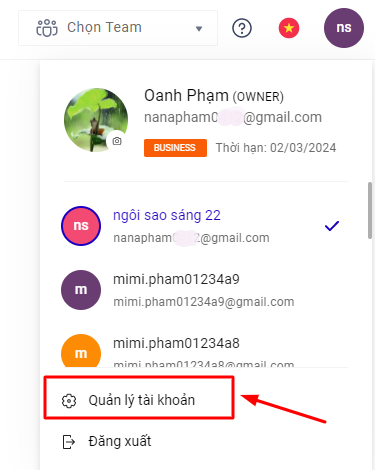 Chọn Team
ns
Oanh Phạm (OWNER)
nanapham0 @gmail.com
BUSINESS Thời hạn: 02/03/2024
ns
ngôi sao sáng 22
nanapham 2@gmail.com
m
mimi.pham01234a9
mimi.pham01234a9@gmail.com
m
mimi.pham01234a8
mimi.pham01234a8@gmail.com
Quản lý tài khoản
Đăng xuất